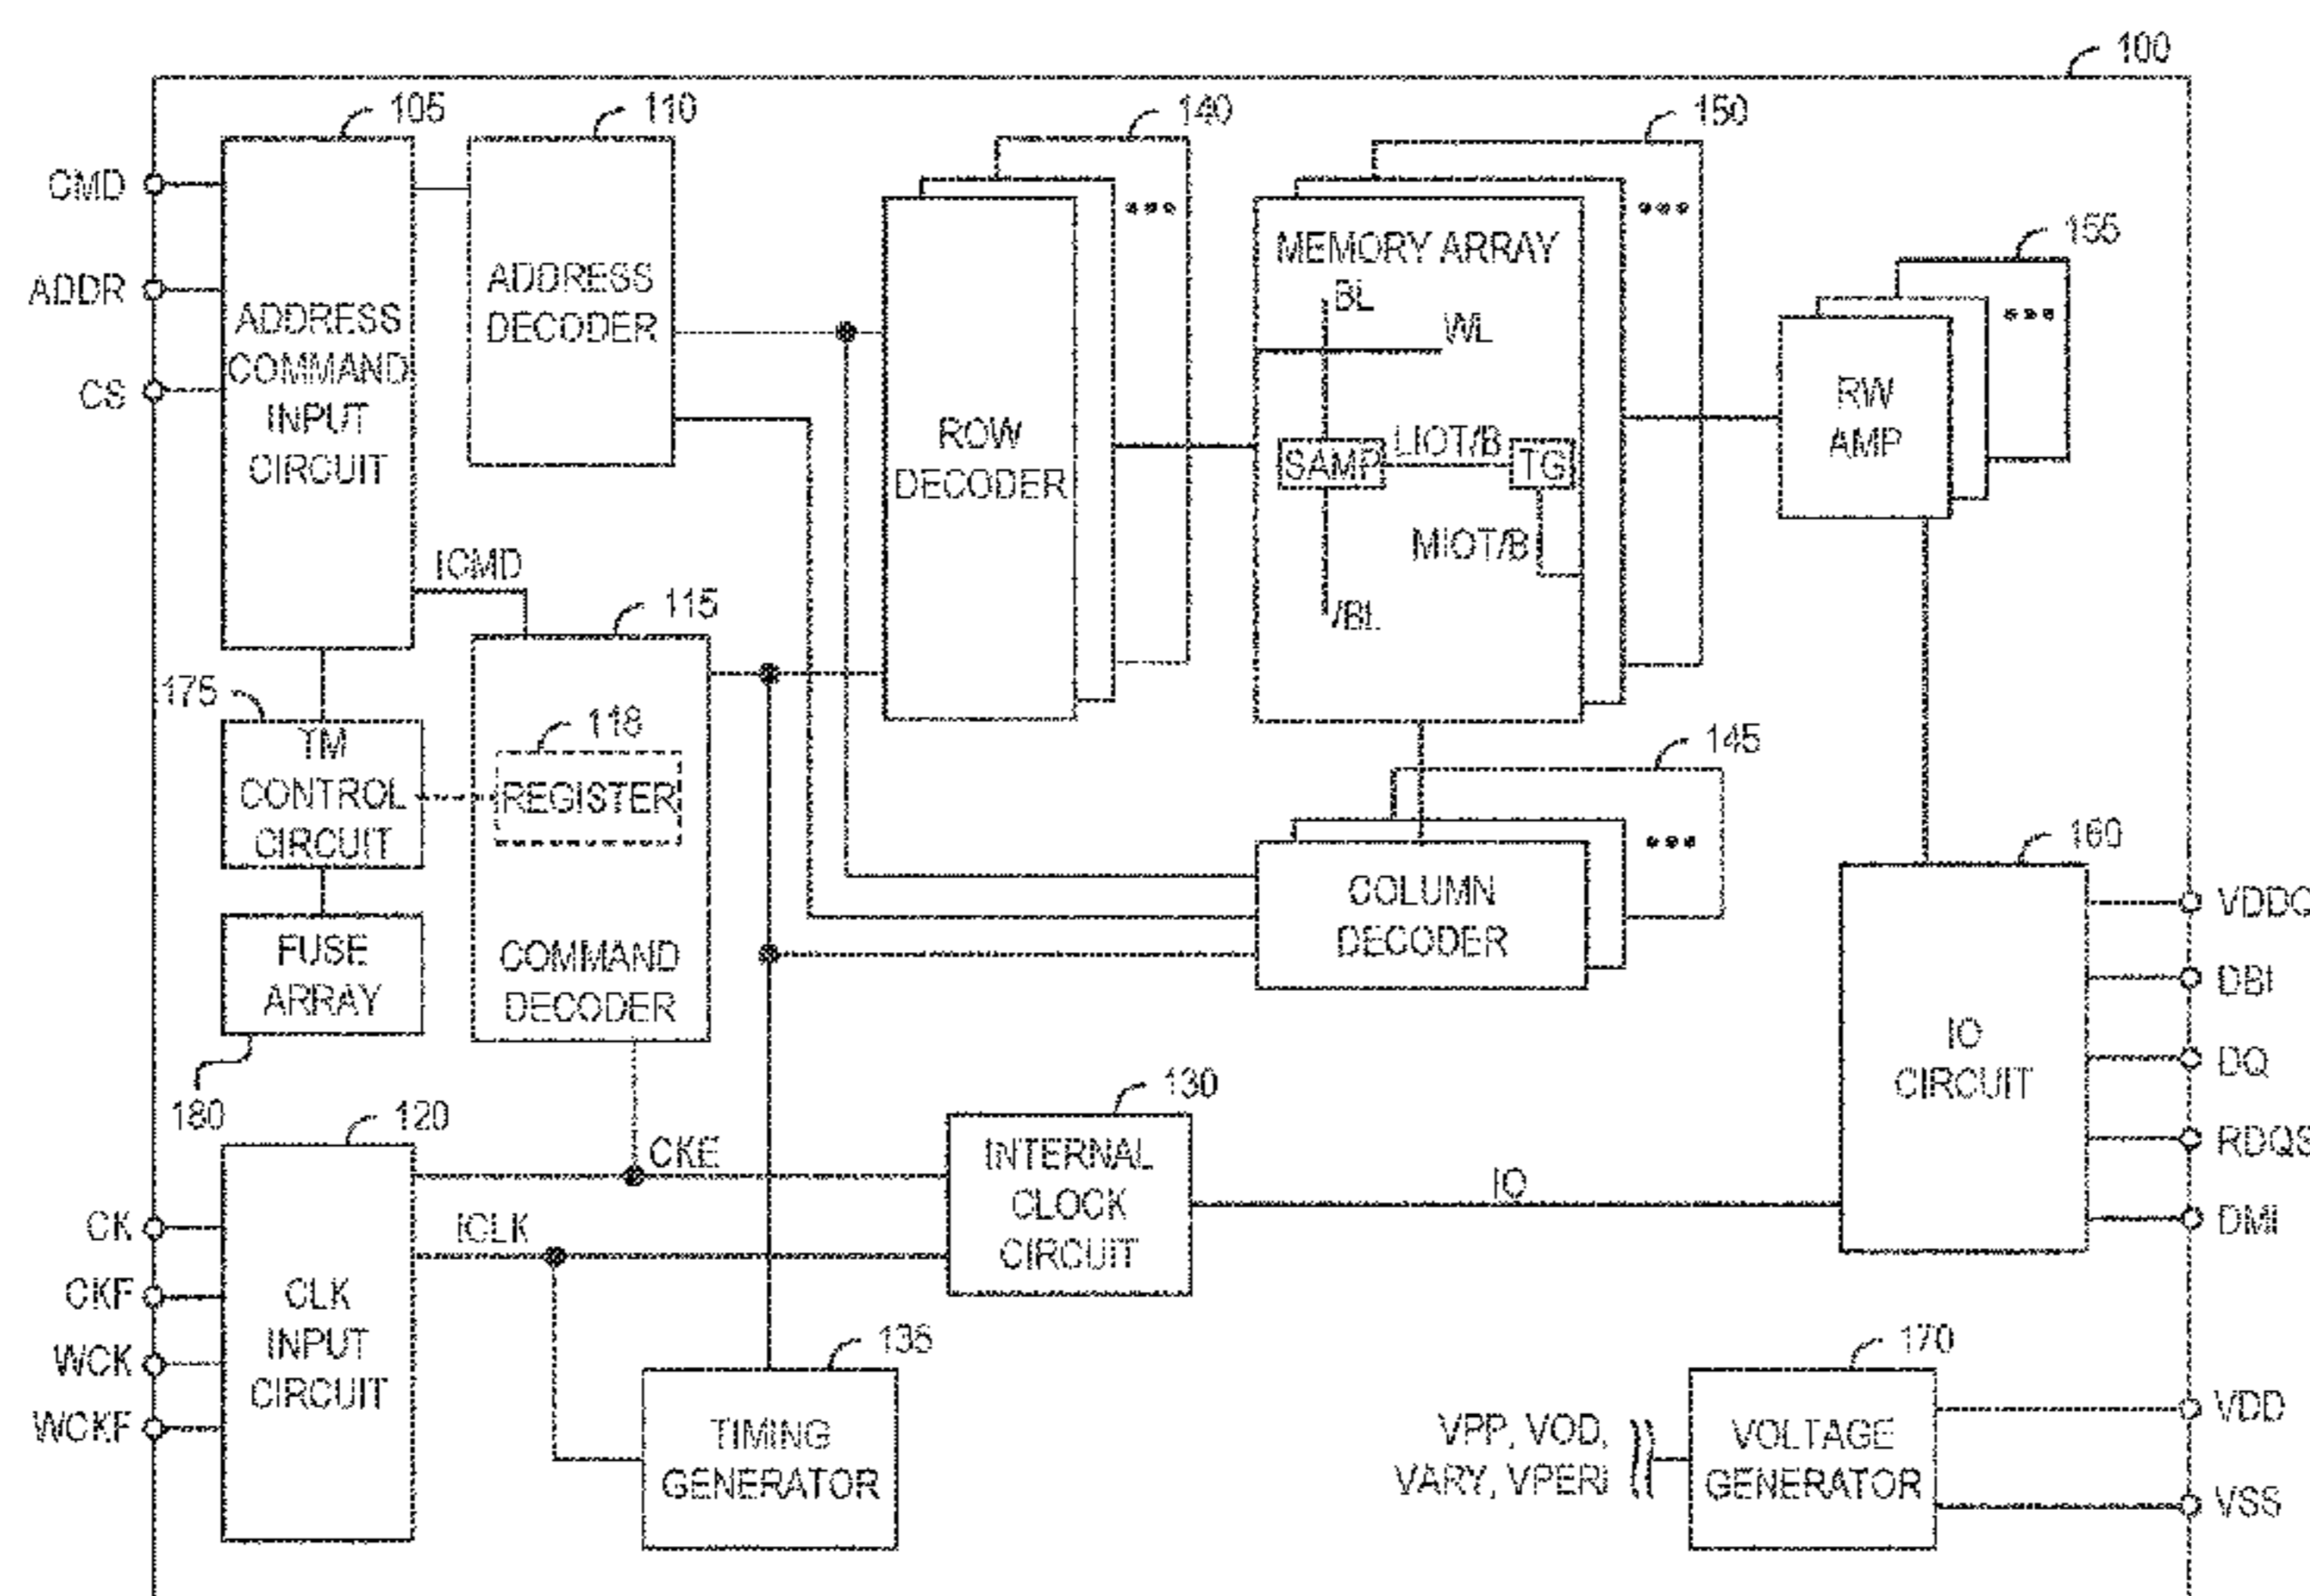 100
105
110
140
150
CMD
ADDR
CS
ADDRESS
COMMAND
INPUT
CIRCUIT
ADDRESS
DECODER
ROW
DECODER
MEMORY ARRAY
BL
WL
SAMP
LIOT/B
TG
MIOT/B
/BL
155
RW
AMP
ICMD
115
175
TM
CONTROL
CIRCUIT
118
REGISTER
COMMAND
DECODER
FUSE
ARRAY
180
145
COLUMN
DECODER
160
IO
CIRCUIT
VDDQ
DBI
DQ
RDQS
DMI
120
CKE
ICLK
130
INTERNAL
CLOCK
CIRCUIT
IO
CK
CKF
WCK
WCKF
CLK
INPUT
CIRCUIT
135
TIMING
GENERATOR
170
VPP, VOD,
VARY, VPERI
VOLTAGE
GENERATOR
VDD
VSS